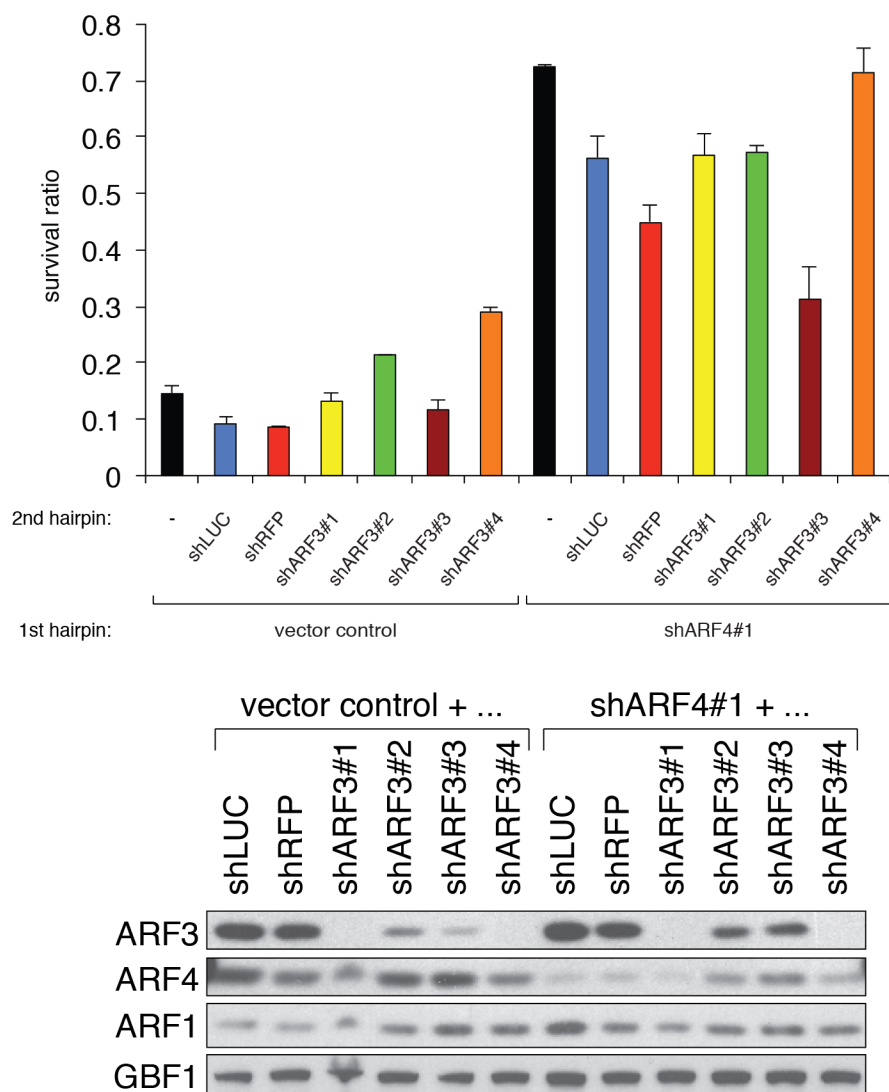 0.8
0.7
0.6
0.5
0.4
0.3
0.2
0.1
0
survival ratio
2nd hairpin: - shLUC shRFP shARF3#1 shARF3#2 shARF3#3 shARF3#4 - shLUC shRFP shARF3#1 shARF3#2 shARF3#3 shARF3#4
1st hairpin: vector control shARF4#1
vector control + ... shARF4#1 + ...
shLUC shRFP shARF3#1 shARF3#2 shARF3#3 shARF3#4 shLUC shRFP shARF3#1 shARF3#2 shARF3#3 shARF3#4
ARF3
ARF4
ARF1
GBF1